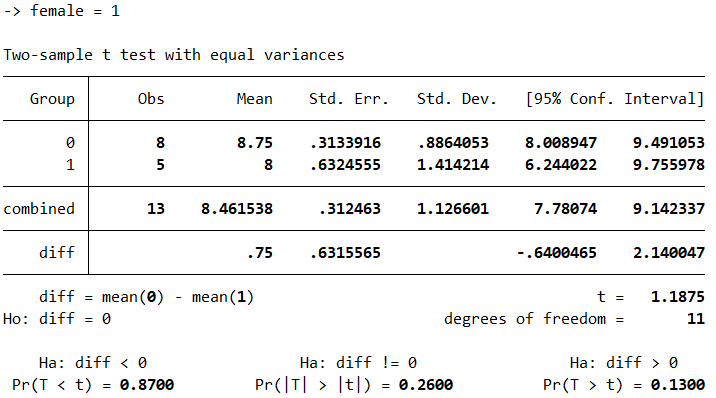 -> female = 1
Two-sample t test with equal variances
Group Obs Mean Std. Err. Std. Dev. [95% Conf. Interval]
0 8 8.75 .3133916 .8864053 8.008947 9.491053
1 5 8 .6324555 1.414214 6.244022 9.755978
combined 13 8.461538 .312463 1.126601 7.78074 9.142337
diff .75 .6315565 -.6400465 2.140047
diff = mean(0) - mean(1) t = 1.1875
Ho: diff = 0 degrees of freedom = 11
Ha: diff < 0 Ha: diff != 0 Ha: diff > 0
Pr(T < t) = 0.8700 Pr(|T| > |t|) = 0.2600 Pr(T > t) = 0.1300